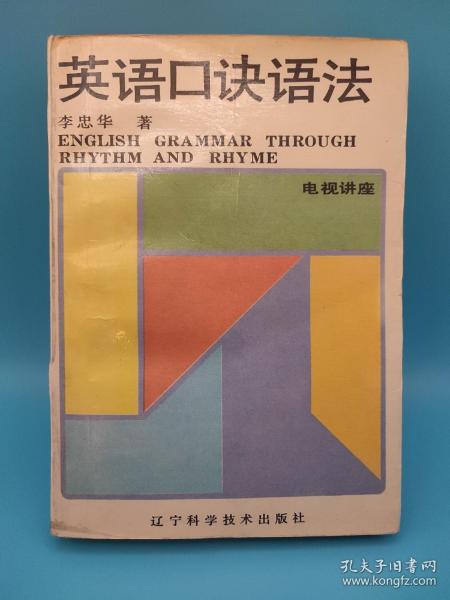 英语口诀语法
李忠华 著
ENGLISH GRAMMAR THROUGH
RHYTHM AND RHYME
电视讲座
辽宁科学技术出版社
孔夫子旧书网
www.kongfz.com